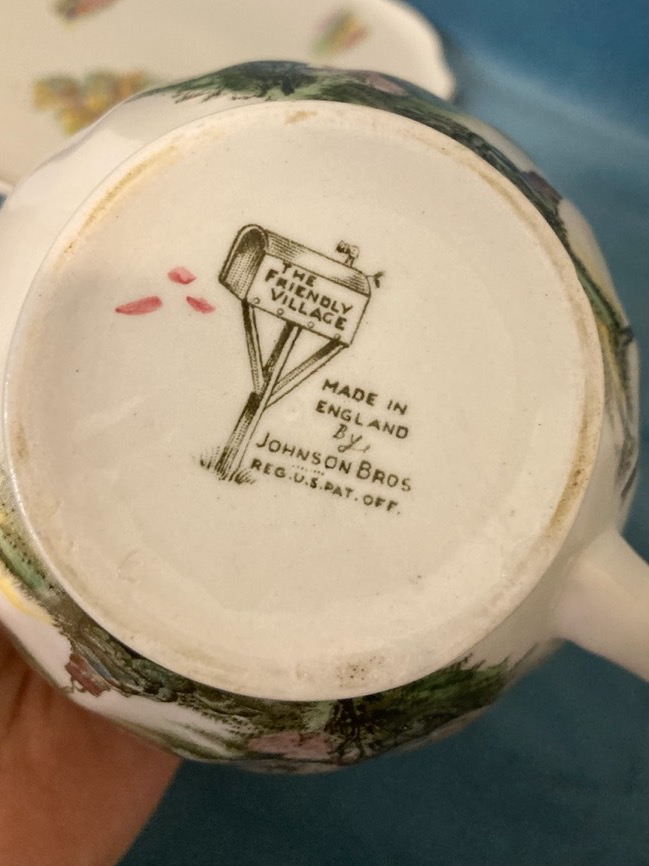 THE
FRIENDLY
VILLAGE
MADE IN
ENGLAND
By
JOHNSON BROS
REG.U.S.PAT.OFF.